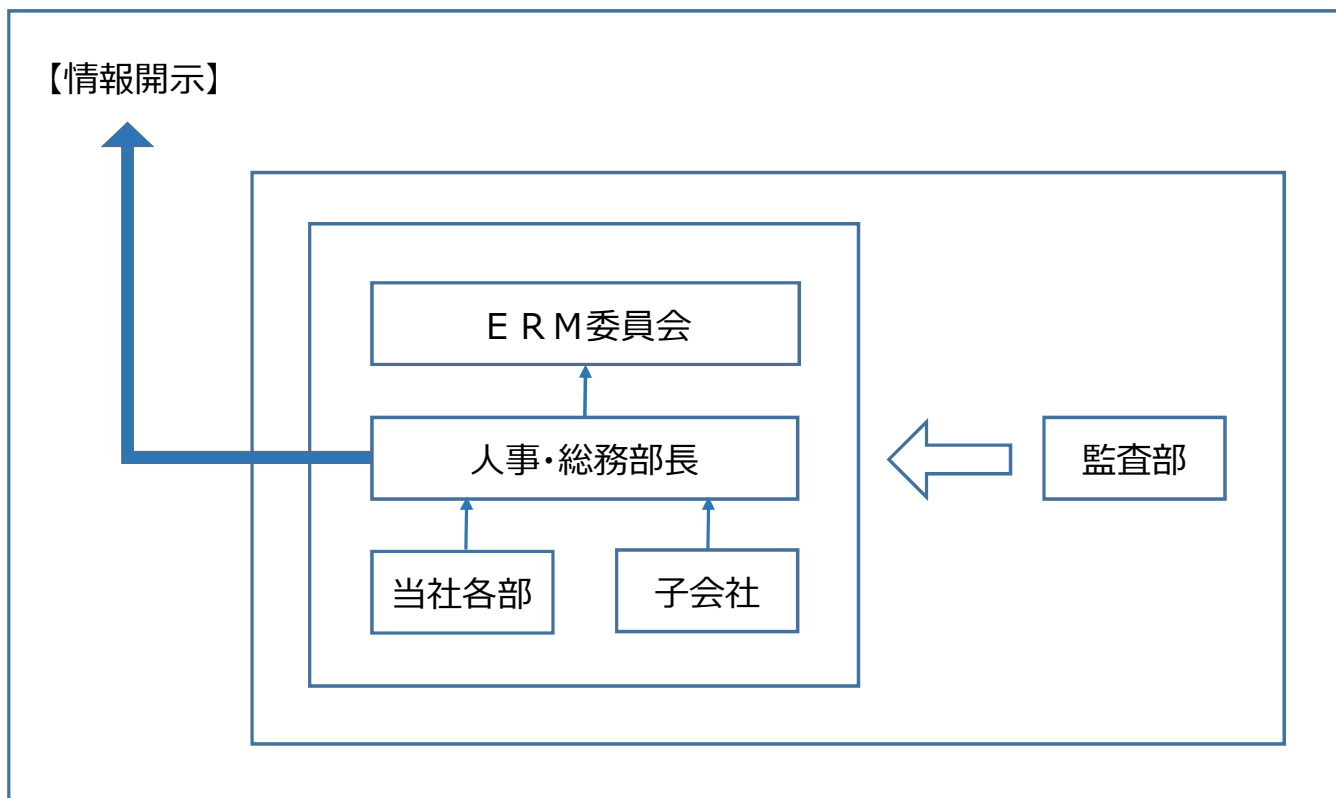 【情報開示】
ERM委員会
人事・総務部長
監査部
当社各部
子会社